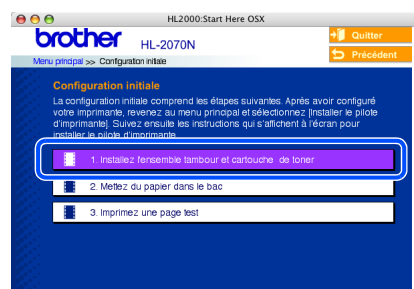 HL2000:Start Here OSX
brother HL-2070N
Quitter
Précédent
Menu principal >> Configuration initiale
Configuration initiale
La configuration initiale comprend les étapes suivantes. Après
avoir configuré
votre imprimante, revenez au menu principal et sélectionnez [Installer le pilote
d'imprimante]. Suivez ensuite les instructions qui s'affichent à l'écran pour
installer le pilote d'imprimante.
1. Installez l'ensemble tambour et cartouche de toner
2. Mettez du papier dans le bac
3. Imprimez une page test